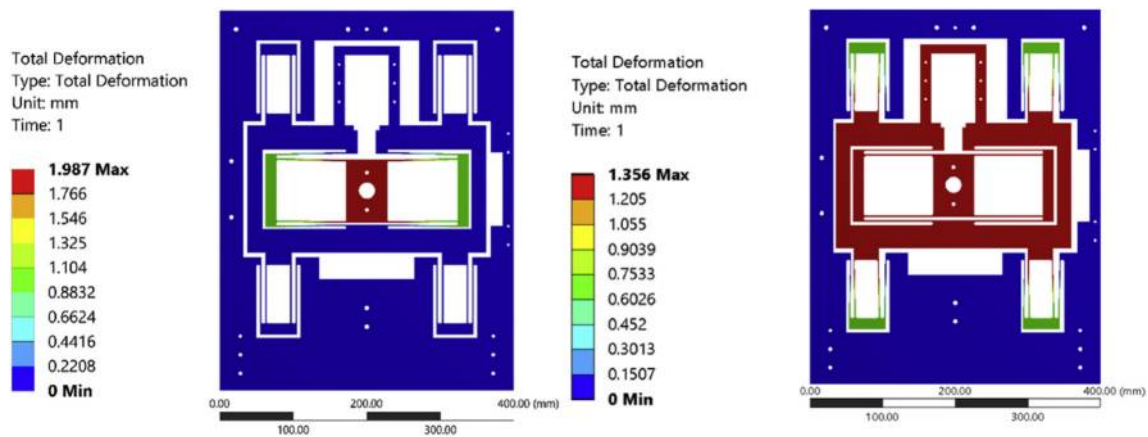 Total Deformation
Type: Total Deformation
Unit: mm
Time: 1
1.987 Max
1.766
1.546
1.325
1.104
0.8832
0.6624
0.4416
0.2208
0 Min
0.00
200.00
400.00 (mm)
100.00
300.00
Total Deformation
Type: Total Deformation
Unit: mm
Time: 1
1.356 Max
1.205
1.055
0.9039
0.7533
0.6026
0.452
0.3013
0.1507
0 Min
0.00
200.00
400.00 (mm)
100.00
300.00